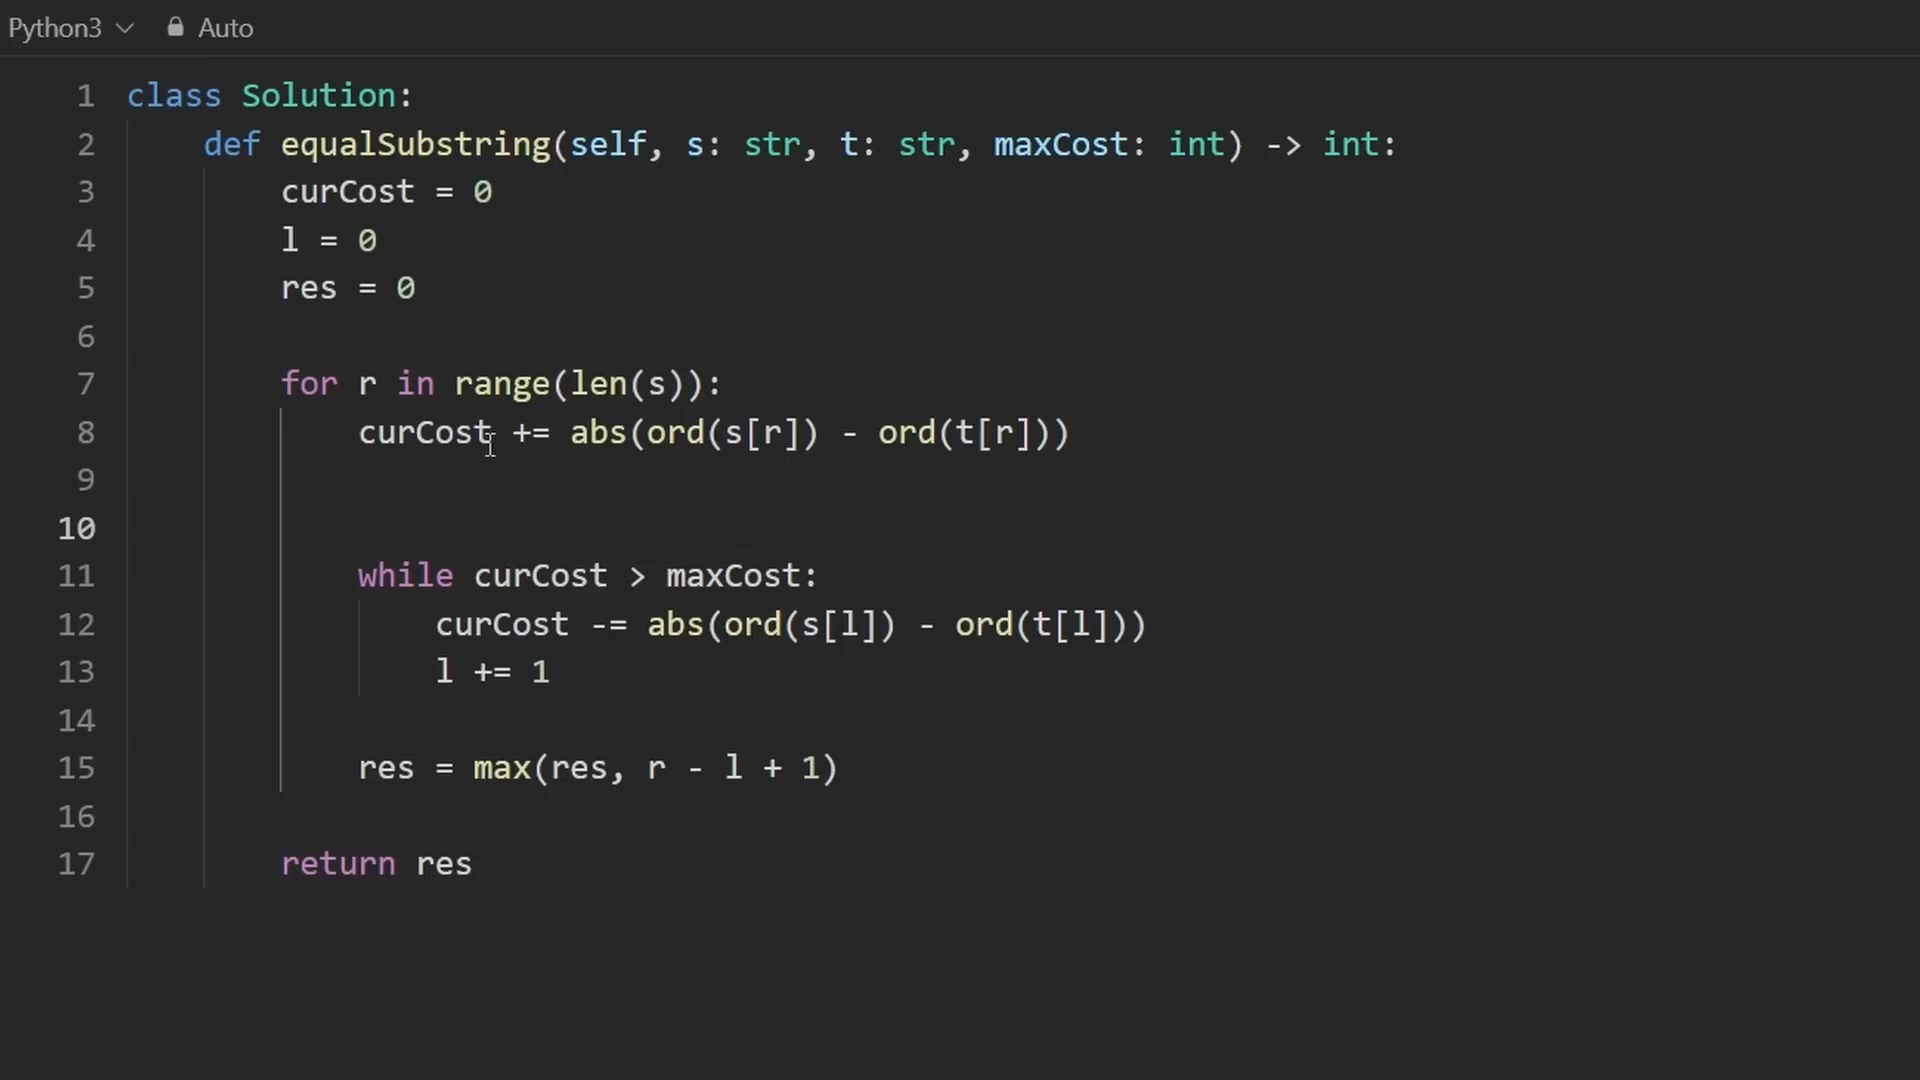 Python3 Auto
1 class Solution:
2 def equalSubstring(self, s: str, t: str, maxCost: int) -> int:
3 curCost = 0
4 l = 0
5 res = 0
6
7 for r in range(len(s)):
8 curCost += abs(ord(s[r]) - ord(t[r]))
9
10
11 while curCost > maxCost:
12 curCost -= abs(ord(s[l]) - ord(t[l]))
13 l += 1
14
15 res = max(res, r - l + 1)
16
17 return res